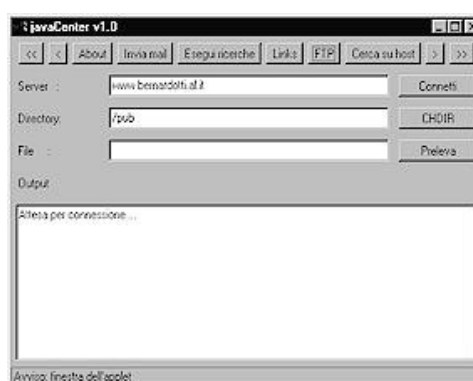 javaCenter v1.0
<< < About Invia mail Esegui ricerche Links FTP Cerca su host > >>
Server : www.bernardotti.al.it Connetti
Directory: /pub CHDIR
File : Preleva
Output
Attesa per connessione ...
Avviso: finestra dell'applet